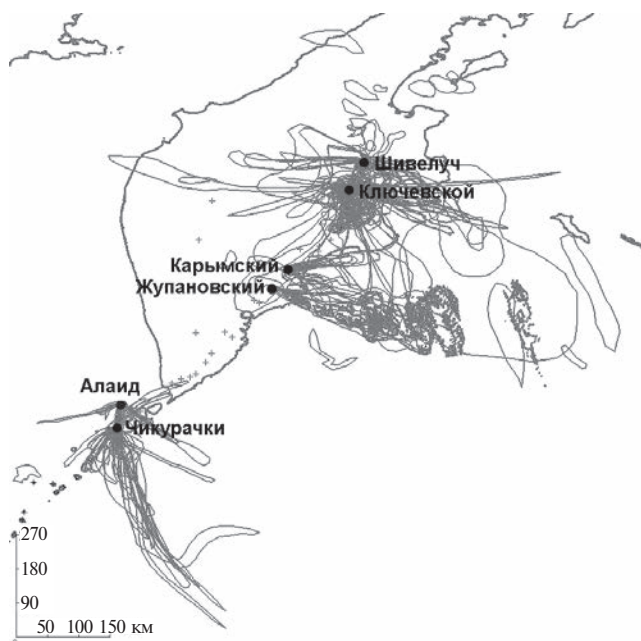 Шивелуч
Ключевской
Карымский
Жупановский
Алаид
Чикурачки
270
180
90
50 100 150 км